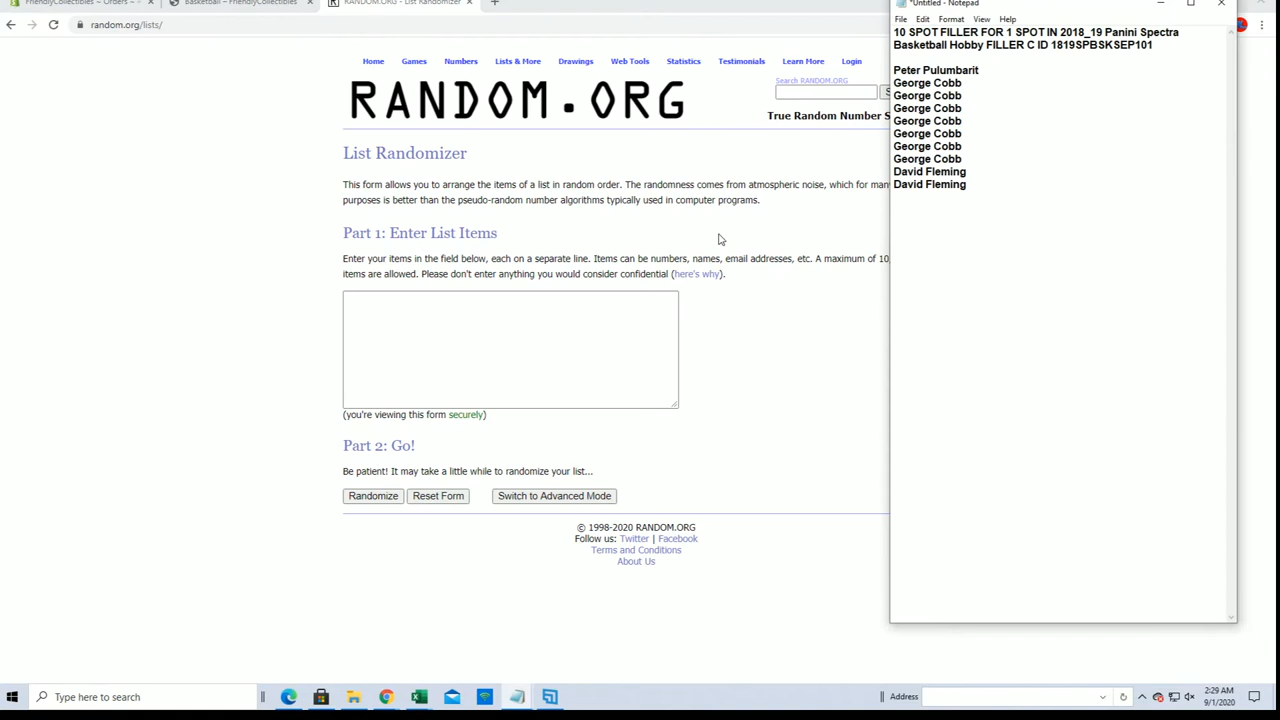 FriendlyCollectibles - Orders -
Basketball – FriendlyCollectibles
RANDOM.ORG - List Randomizer
random.org/lists/
Home Games Numbers Lists & More Drawings Web Tools Statistics Testimonials Learn More Login
Search RANDOM.ORG
RANDOM.ORG
True Random Number S
List Randomizer
This form allows you to arrange the items of a list in random order. The randomness comes from atmospheric noise, which for man
purposes is better than the pseudo-random number algorithms typically used in computer programs.
Part 1: Enter List Items
Enter your items in the field below, each on a separate line. Items can be numbers, names, email addresses, etc. A maximum of 10,
items are allowed. Please don't enter anything you would consider confidential (here's why).
(you're viewing this form securely)
Part 2: Go!
Be patient! It may take a little while to randomize your list...
Randomize Reset Form Switch to Advanced Mode
© 1998-2020 RANDOM.ORG
Follow us: Twitter | Facebook
Terms and Conditions
About Us
*Untitled - Notepad
File Edit Format View Help
10 SPOT FILLER FOR 1 SPOT IN 2018_19 Panini Spectra
Basketball Hobby FILLER C ID 1819SPBSKSEP101
Peter Pulumbarit
George Cobb
George Cobb
George Cobb
George Cobb
George Cobb
George Cobb
George Cobb
David Fleming
David Fleming
Type here to search
Address
2:29 AM
9/1/2020